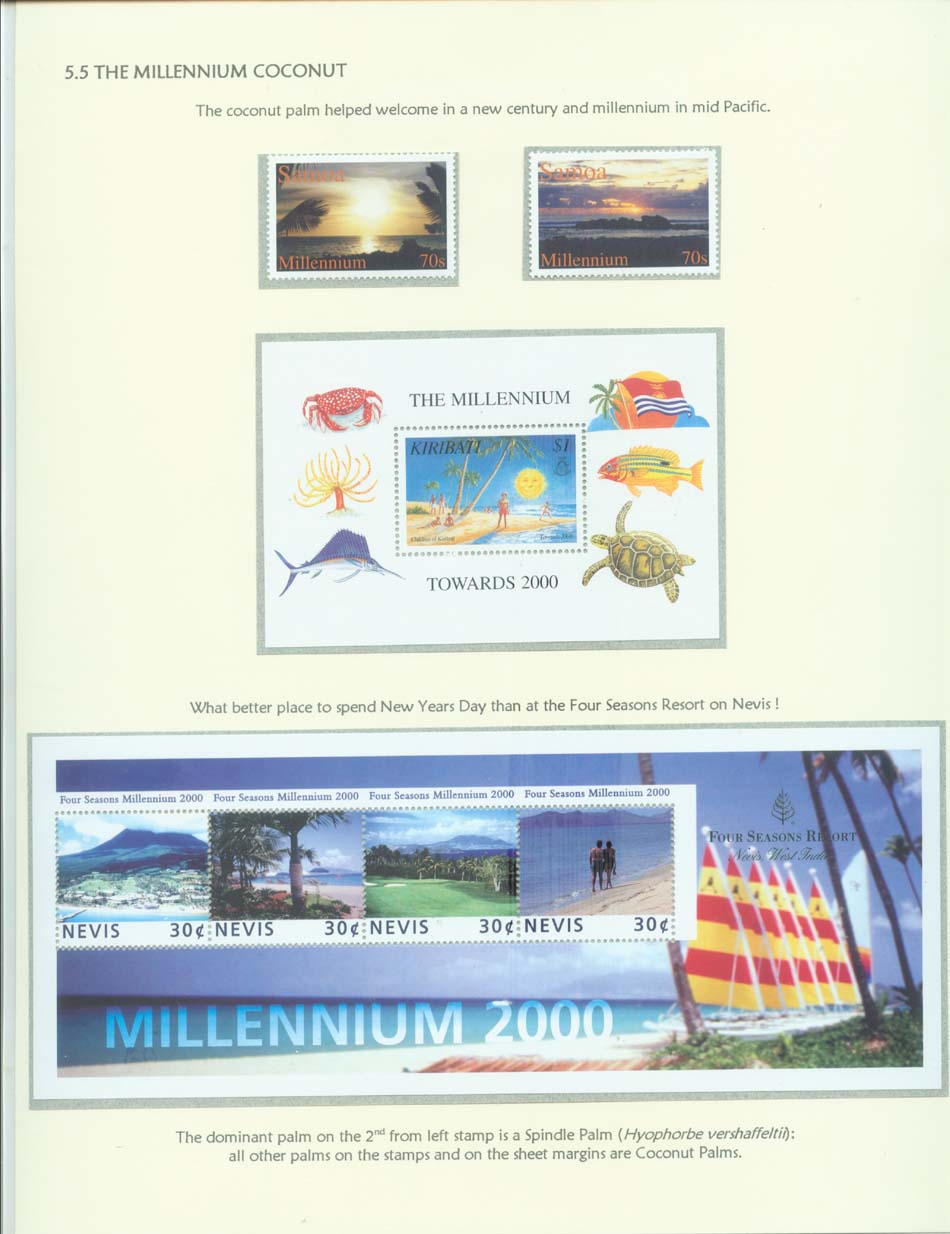 5.5 THE MILLENNIUM COCONUT
The coconut palm helped welcome in a new century and millennium in mid Pacific.
Samoa
Millennium 70s
Samoa
Millennium 70s
THE MILLENNIUM
KIRIBATI $1
Children of Kiribati
Towards 2000
TOWARDS 2000
What better place to spend New Years Day than at the Four Seasons Resort on Nevis !
Four Seasons Millennium 2000 Four Seasons Millennium 2000 Four Seasons Millennium 2000 Four Seasons Millennium 2000
FOUR SEASONS RESORT
Nevis, West Indies
NEVIS 30¢ NEVIS 30¢ NEVIS 30¢ NEVIS 30¢
MILLENNIUM 2000
The dominant palm on the 2nd from left stamp is a Spindle Palm (Hyophorbe vershaffeltii):
all other palms on the stamps and on the sheet margins are Coconut Palms.